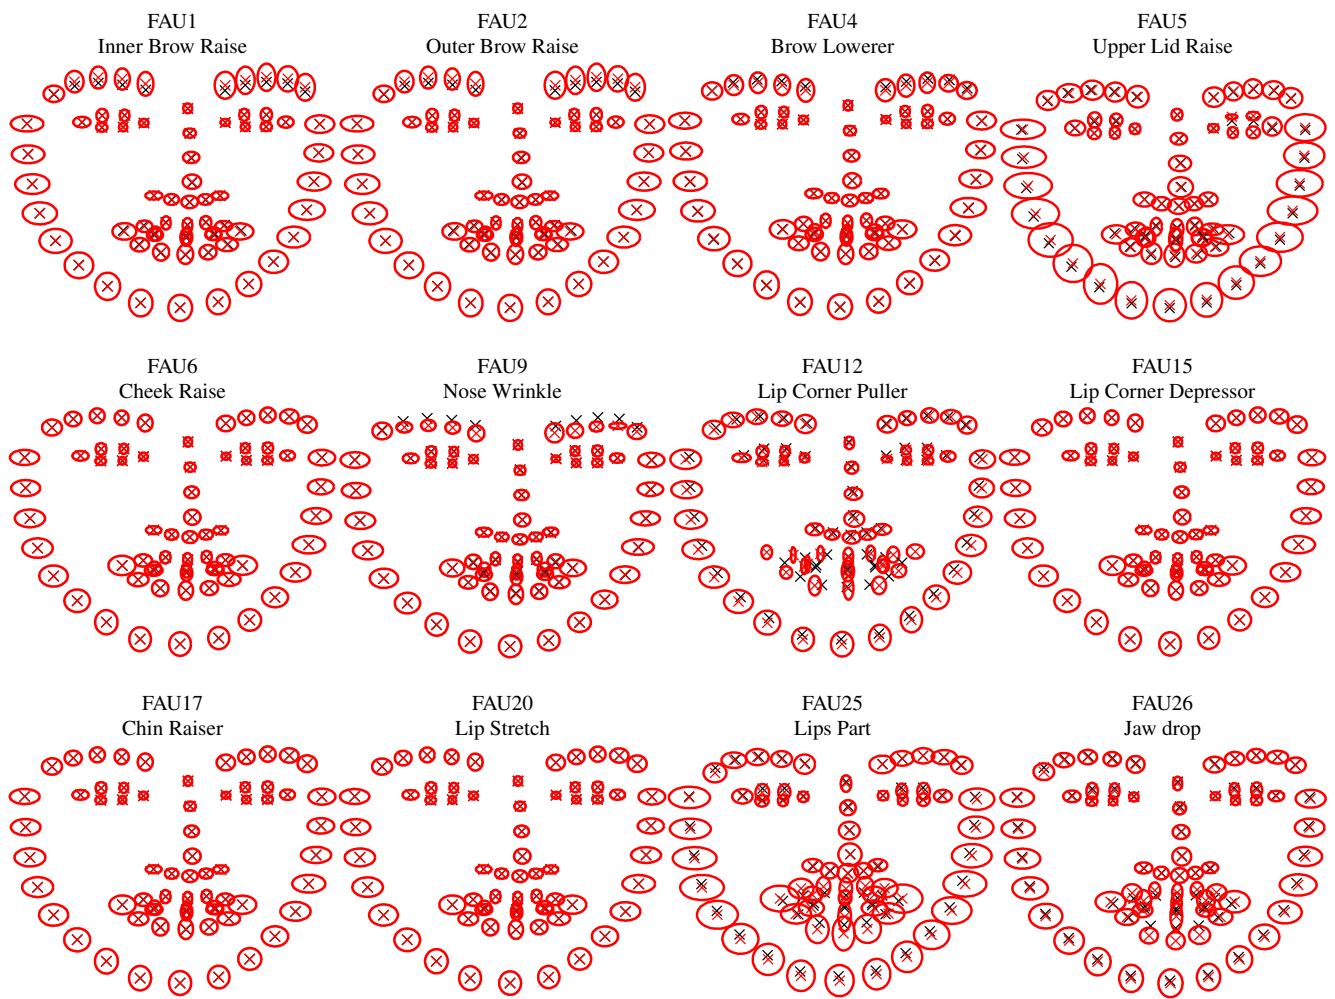 FAU1
Inner Brow Raise
FAU2
Outer Brow Raise
FAU4
Brow Lowerer
FAU5
Upper Lid Raise
FAU6
Cheek Raise
FAU9
Nose Wrinkle
FAU12
Lip Corner Puller
FAU15
Lip Corner Depressor
FAU17
Chin Raiser
FAU20
Lip Stretch
FAU25
Lips Part
FAU26
Jaw drop